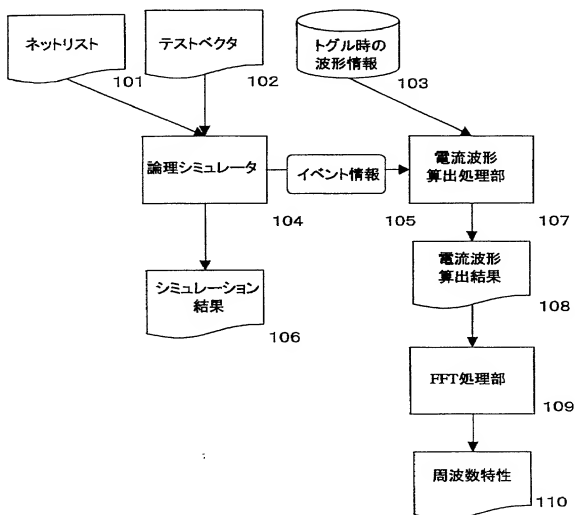 ネットリスト
101
テストベクタ
102
トグル時の
波形情報
103
論理シミュレータ
104
イベント情報
105
電流波形
算出処理部
107
シミュレーション
結果
106
電流波形
算出結果
108
FFT処理部
109
周波数特性
110